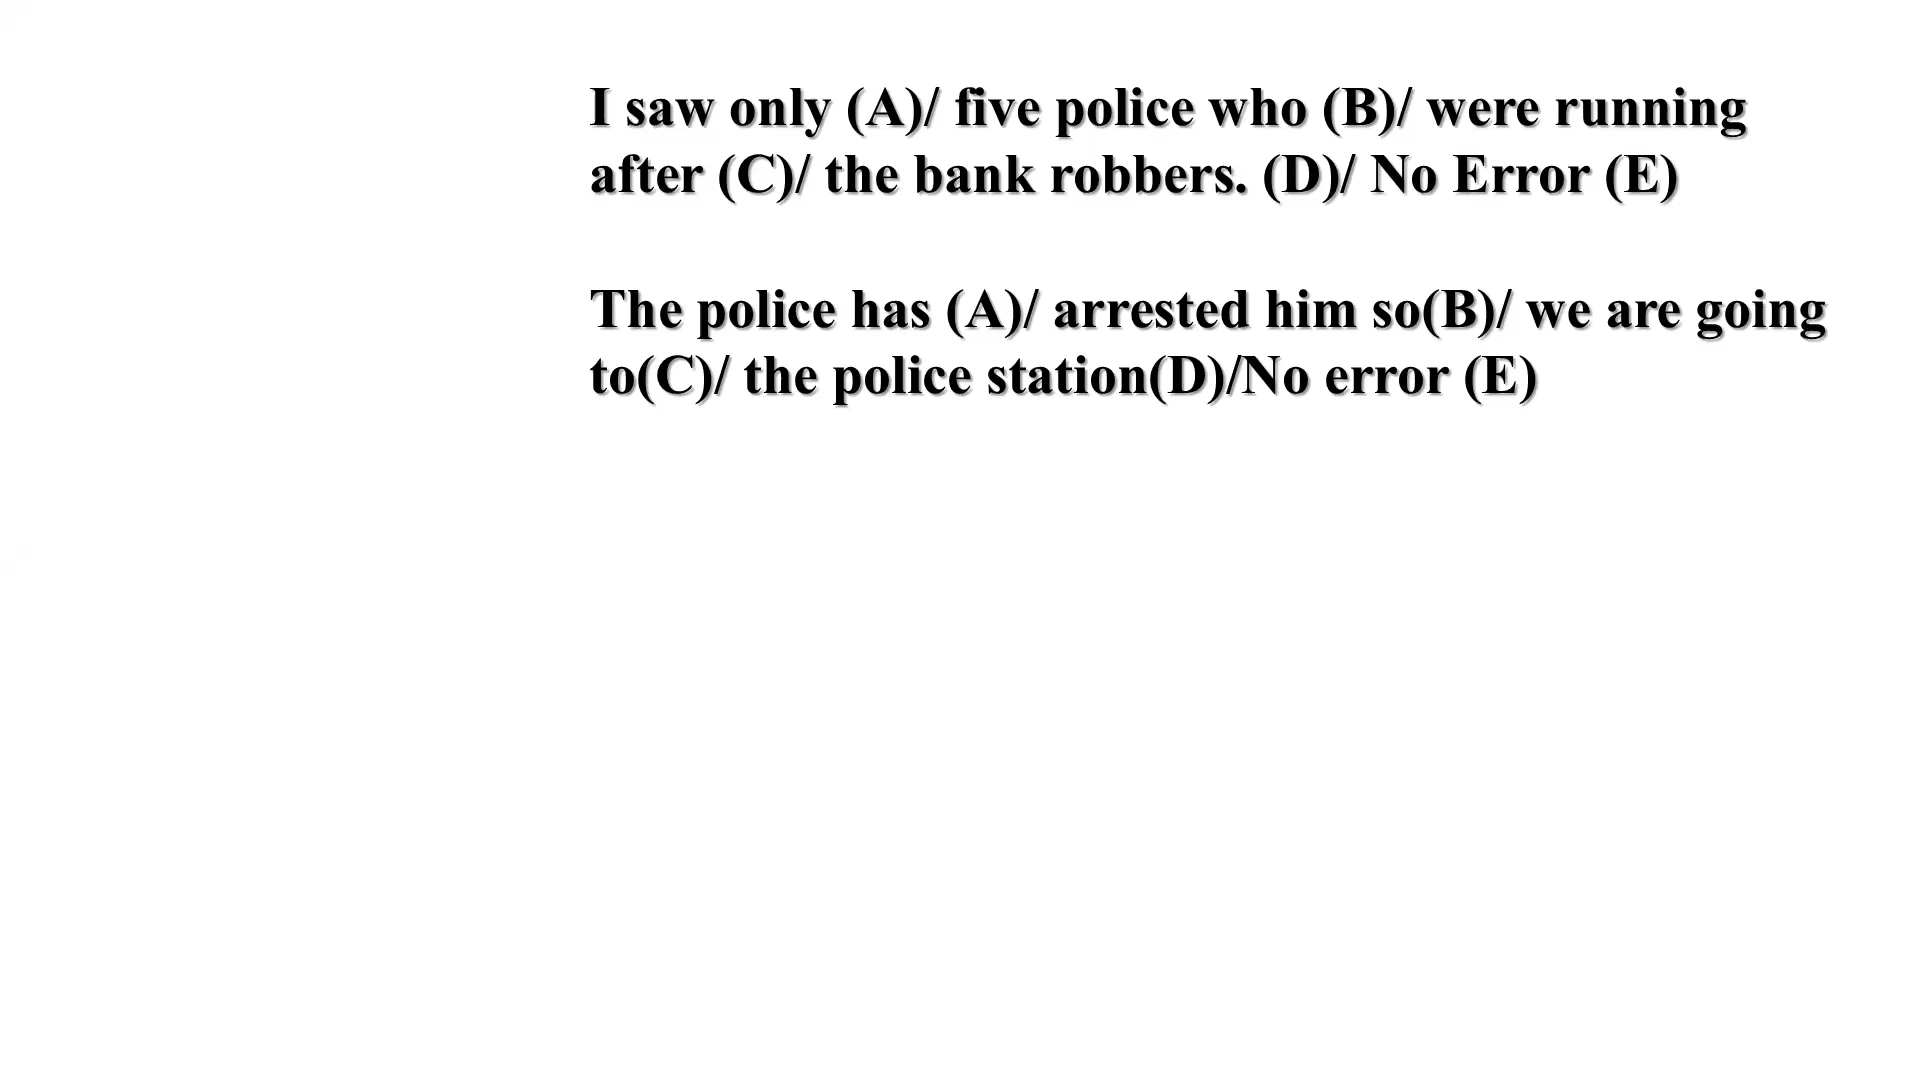 I saw only (A)/ five police who (B)/ were running
after (C)/ the bank robbers. (D)/ No Error (E)
The police has (A)/ arrested him so(B)/ we are going
to(C)/ the police station(D)/No error (E)